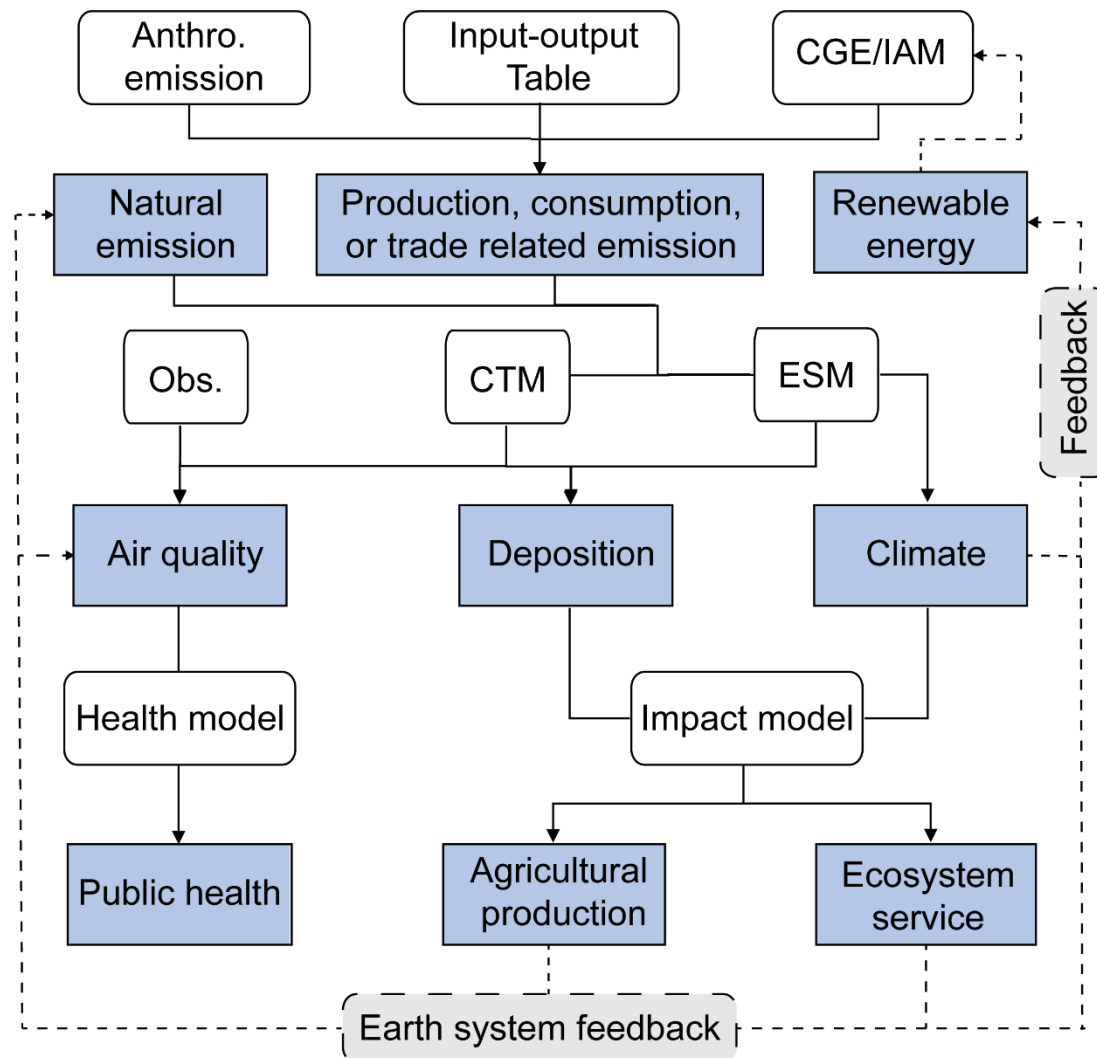 Anthro.
emission
Input-output
Table
CGE/IAM
Natural
emission
Production, consumption,
or trade related emission
Renewable
energy
Feedback
Obs.
CTM
ESM
Air quality
Deposition
Climate
Health model
Impact model
Public health
Agricultural
production
Ecosystem
service
Earth system feedback